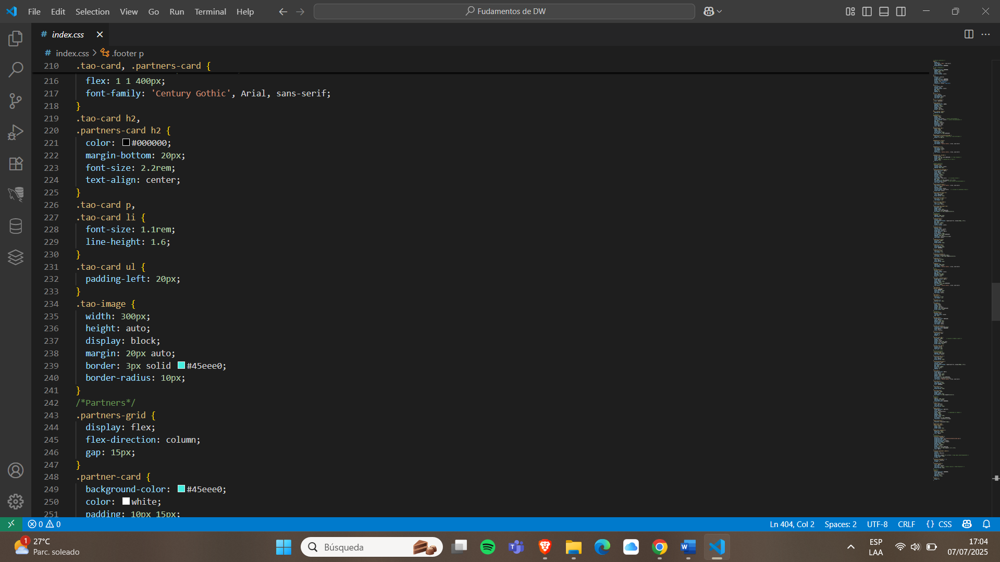 File Edit Selection View Go Run Terminal Help
Fudamentos de DW
# index.css
# index.css > .footer p
210 .tao-card, .partners-card {
216 flex: 1 1 400px;
217 font-family: 'Century Gothic', Arial, sans-serif;
218 }
219 .tao-card h2,
220 .partners-card h2 {
221 color: #000000;
222 margin-bottom: 20px;
223 font-size: 2.2rem;
224 text-align: center;
225 }
226 .tao-card p,
227 .tao-card li {
228 font-size: 1.1rem;
229 line-height: 1.6;
230 }
231 .tao-card ul {
232 padding-left: 20px;
233 }
234 .tao-image {
235 width: 300px;
236 height: auto;
237 display: block;
238 margin: 20px auto;
239 border: 3px solid #45eee0;
240 border-radius: 10px;
241 }
242 /*Partners*/
243 .partners-grid {
244 display: flex;
245 flex-direction: column;
246 gap: 15px;
247 }
248 .partner-card {
249 background-color: #45eee0;
250 color: white;
251 padding: 10px 15px;
0 0
Ln 404, Col 2 Spaces: 2 UTF-8 CRLF {} CSS
1
27°C
Parc. soleado
Búsqueda
ESP
LAA
17:04
07/07/2025